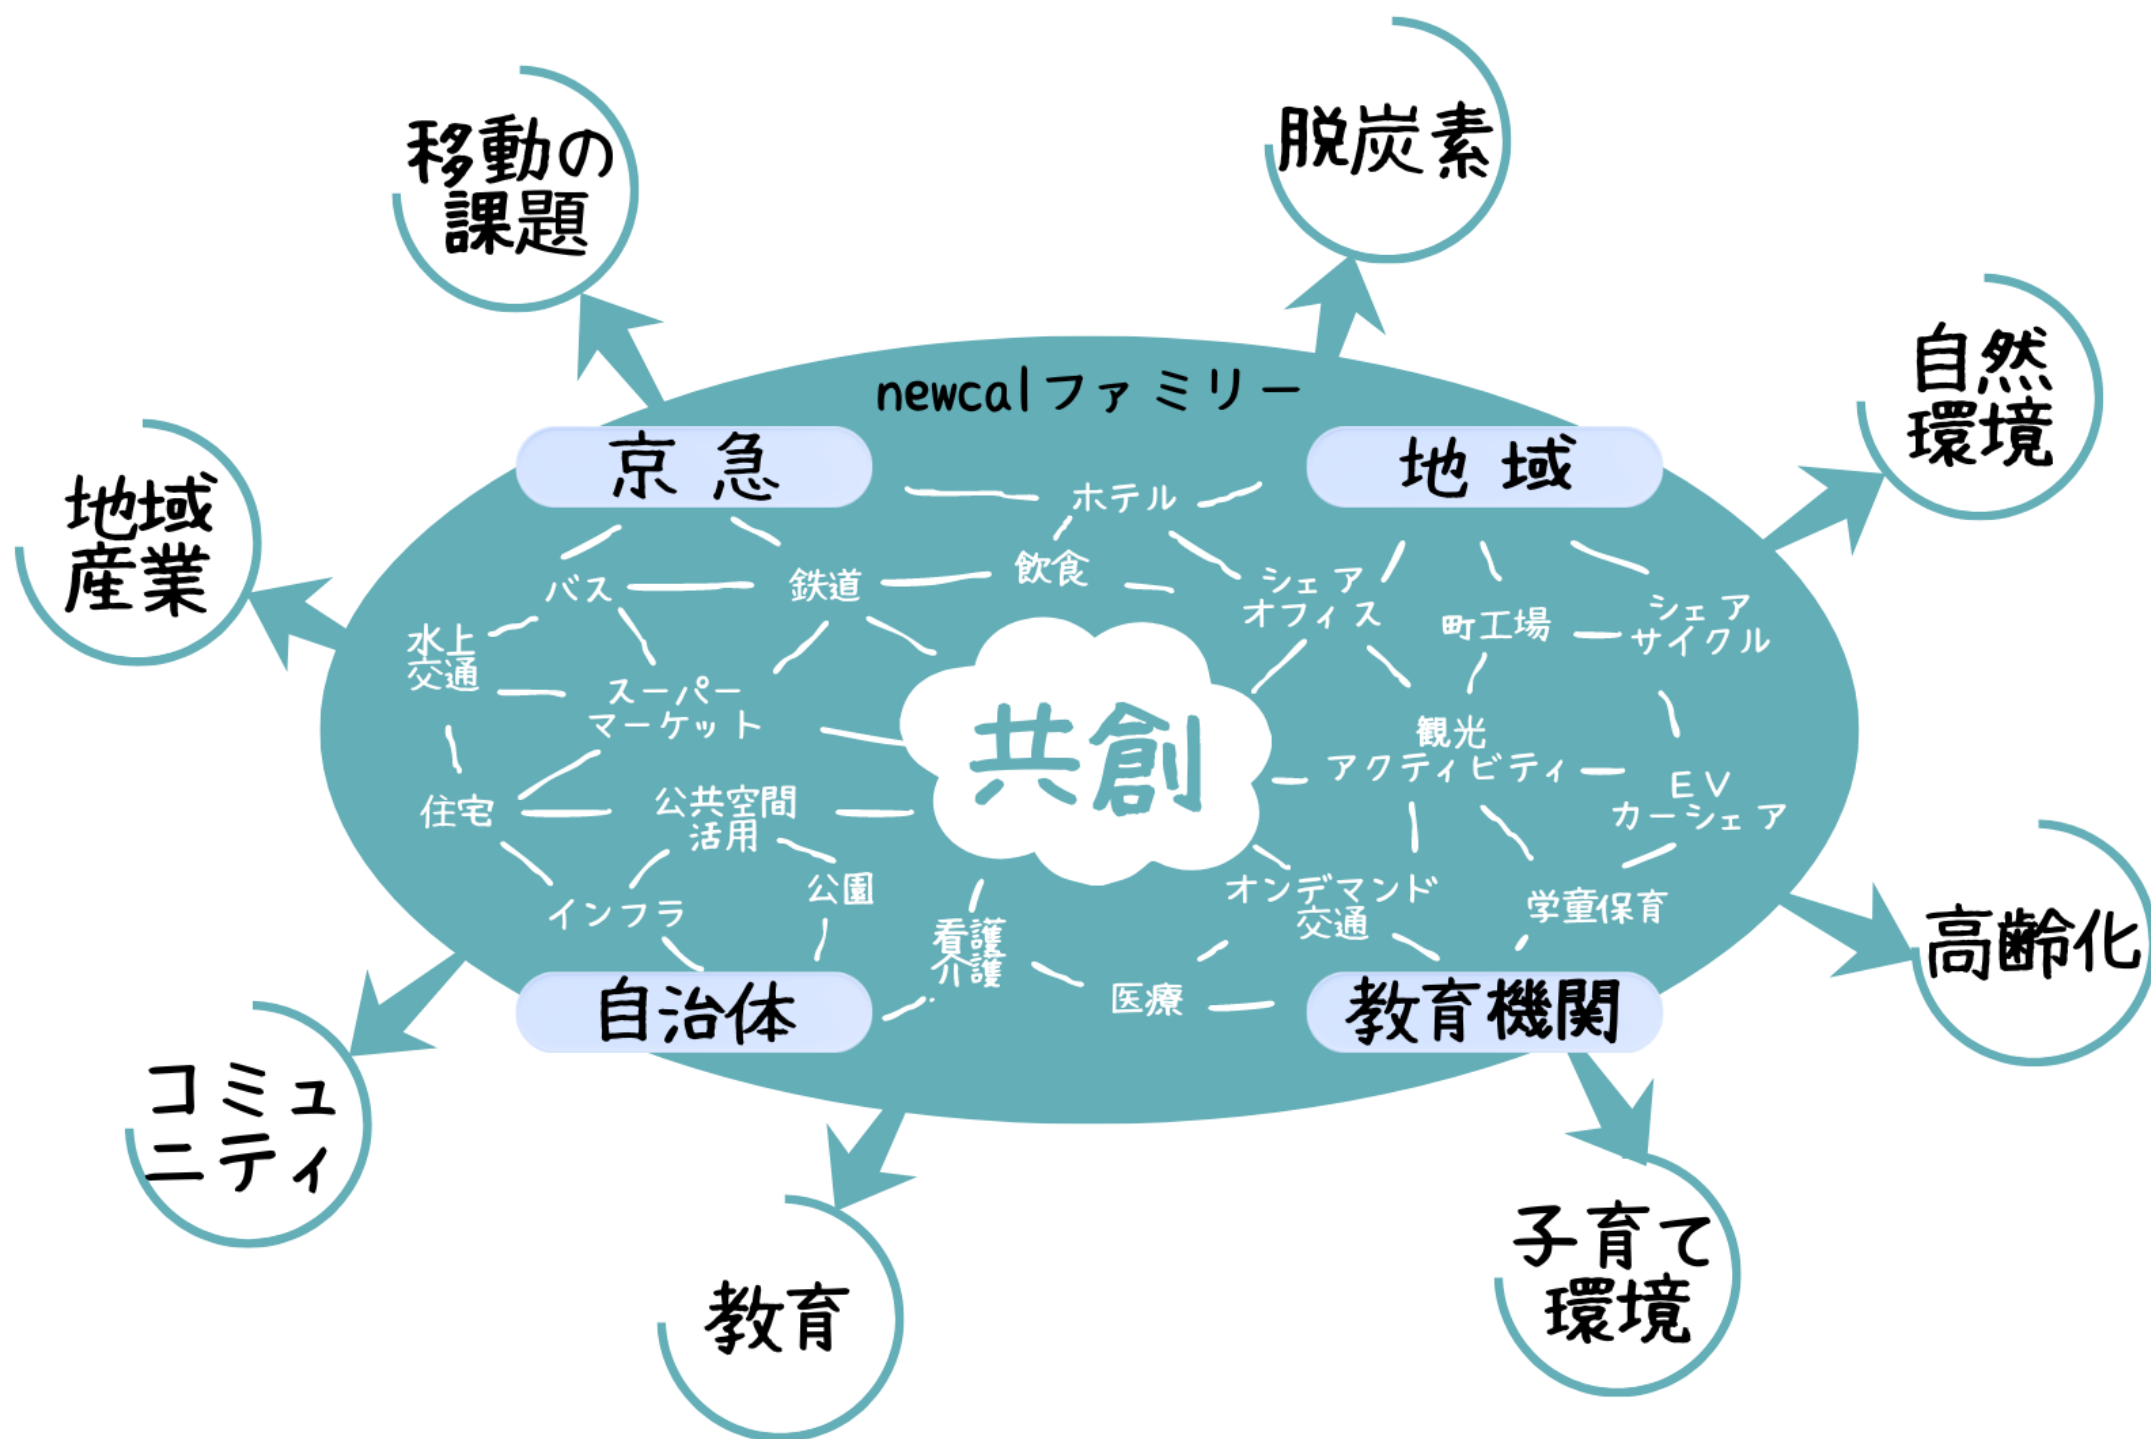 脱炭素
移動の
課題
自然
環境
newcalファミリー
京急
地域
地域
産業
ホテル
飲食
バス
鉄道
シェア
オフィス
町工場
シェア
サイクル
水上
交通
スーパー
マーケット
共創
観光
アクティビティ
EV
カーシェア
住宅
公共空間
活用
公園
インフラ
オンデマンド
交通
学童保育
看護
介護
医療
高齢化
自治体
教育機関
コミュ
ニティ
教育
子育て
環境